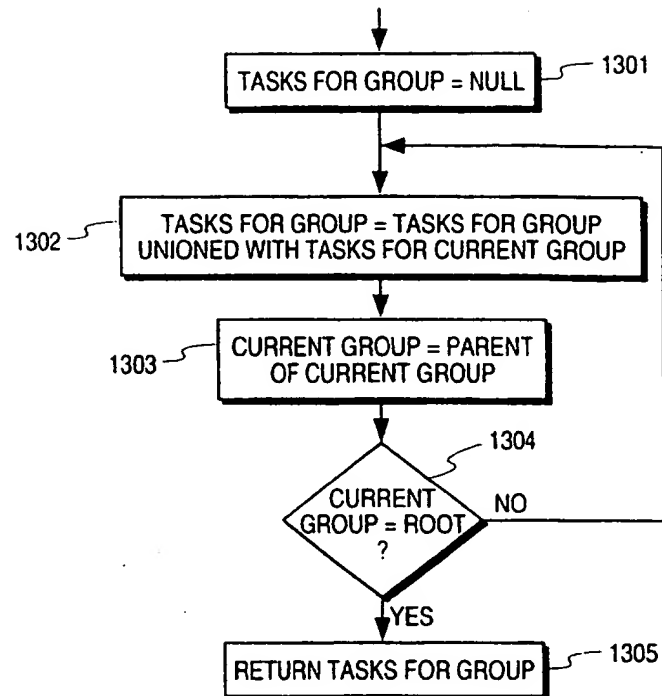 TASKS FOR GROUP = NULL
1301
TASKS FOR GROUP = TASKS FOR GROUP
UNIONED WITH TASKS FOR CURRENT GROUP
1302
CURRENT GROUP = PARENT
OF CURRENT GROUP
1303
1304
CURRENT
GROUP = ROOT
?
NO
YES
RETURN TASKS FOR GROUP
1305